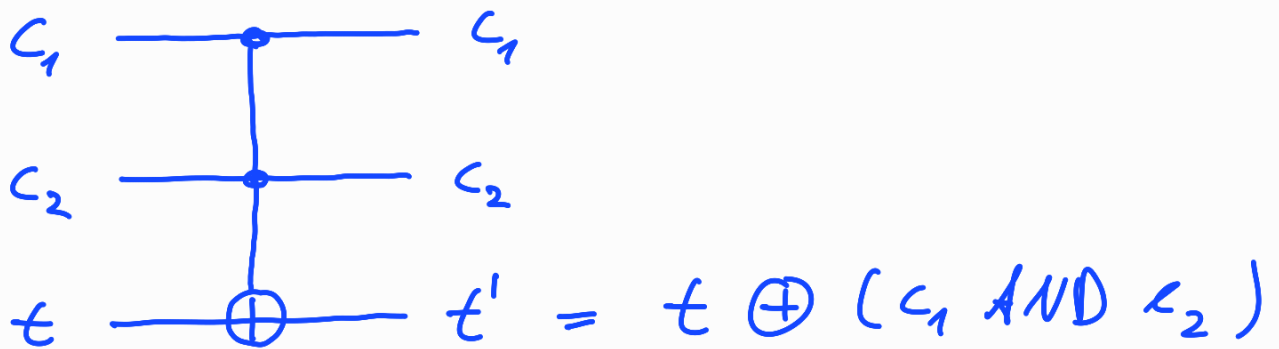 C₁ C₁
C₂ C₂
t t' = t ⊕ (C₁ AND C₂)